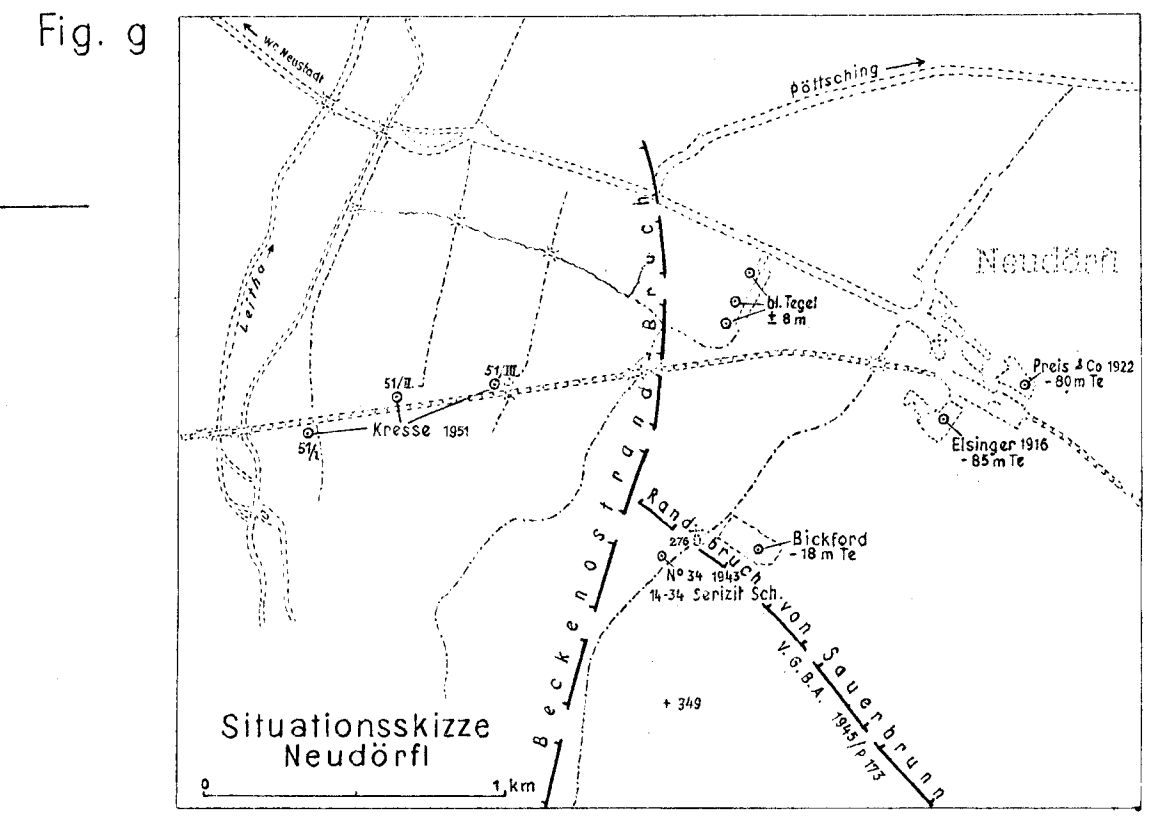 Fig. g
wr. Neustadt
Pöttsching
Leitha
Neudörfl
bl. Tegel
± 8 m
51/II.
51/III.
Kresse 1951
51/I
Preis & Co 1922
- 80 m Te
Elsinger 1916
- 85 m Te
Beckenostrand-Bruch
Randbruch von Sauerbrunn
V. G. B. A. 1945/p 173
276
Bickford
- 18 m Te
No 34 1943
14-34 Serizit Sch.
+ 349
Situationsskizze
Neudörfl
0 1 km